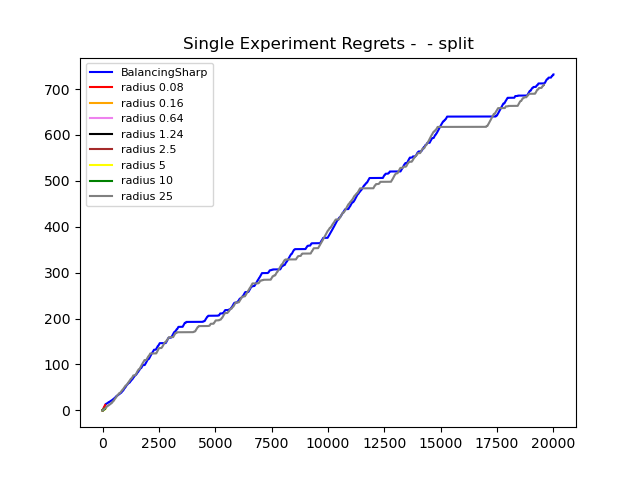 Single Experiment Regrets -  - split
BalancingSharp
radius 0.08
radius 0.16
radius 0.64
radius 1.24
radius 2.5
radius 5
radius 10
radius 25
700
600
500
400
300
200
100
0
0 2500 5000 7500 10000 12500 15000 17500 20000